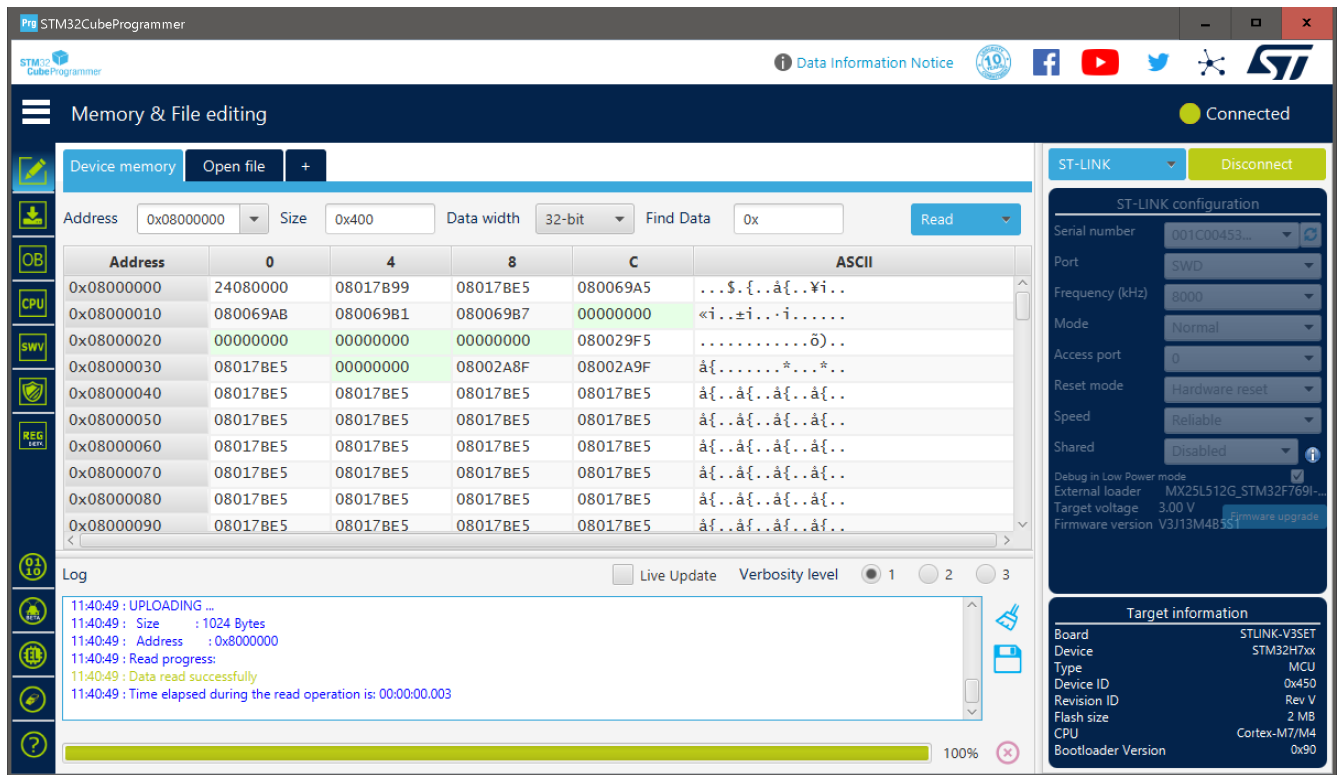 Prg STM32CubeProgrammer
STM32 CubeProgrammer
Data Information Notice
10
ST
Memory & File editing
Connected
Device memory Open file +
Address 0x08000000 Size 0x400 Data width 32-bit Find Data 0x Read
Address 0 4 8 C ASCII
0x08000000 24080000 08017B99 08017BE5 080069A5 ...$.{..å{..¥i..
0x08000010 080069AB 080069B1 080069B7 00000000 «i..±i..·i......
0x08000020 00000000 00000000 00000000 080029F5 ............õ)..
0x08000030 08017BE5 00000000 08002A8F 08002A9F å{.......*...*..
0x08000040 08017BE5 08017BE5 08017BE5 08017BE5 å{..å{..å{..å{..
0x08000050 08017BE5 08017BE5 08017BE5 08017BE5 å{..å{..å{..å{..
0x08000060 08017BE5 08017BE5 08017BE5 08017BE5 å{..å{..å{..å{..
0x08000070 08017BE5 08017BE5 08017BE5 08017BE5 å{..å{..å{..å{..
0x08000080 08017BE5 08017BE5 08017BE5 08017BE5 å{..å{..å{..å{..
0x08000090 08017BE5 08017BE5 08017BE5 08017BE5 å{..å{..å{..å{..
OB
CPU
SWV
REG
BETA
Log
Live Update Verbosity level 1 2 3
11:40:49 : UPLOADING ...
11:40:49 : Size : 1024 Bytes
11:40:49 : Address : 0x8000000
11:40:49 : Read progress:
11:40:49 : Data read successfully
11:40:49 : Time elapsed during the read operation is: 00:00:00.003
100%
ST-LINK Disconnect
ST-LINK configuration
Serial number 001C00453...
Port SWD
Frequency (kHz) 8000
Mode Normal
Access port 0
Reset mode Hardware reset
Speed Reliable
Shared Disabled
Debug in Low Power mode
External loader MX25L512G_STM32F769I-...
Target voltage 3.00 V
Firmware version V3J13M4B5S1 Firmware upgrade
Target information
Board STLINK-V3SET
Device STM32H7xx
Type MCU
Device ID 0x450
Revision ID Rev V
Flash size 2 MB
CPU Cortex-M7/M4
Bootloader Version 0x90